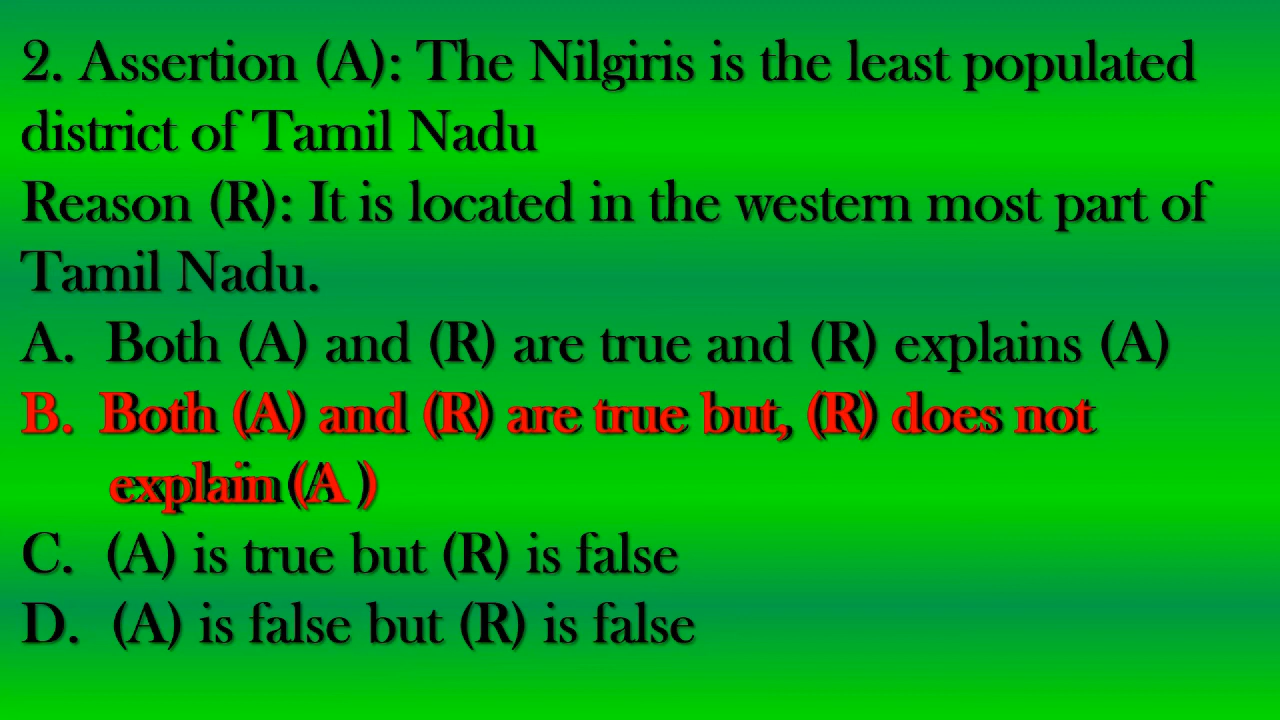 2. Assertion (A): The Nilgiris is the least populated
district of Tamil Nadu
Reason (R): It is located in the western most part of
Tamil Nadu.
A. Both (A) and (R) are true and (R) explains (A)
B. Both (A) and (R) are true but, (R) does not
explain (A )
C. (A) is true but (R) is false
D. (A) is false but (R) is false